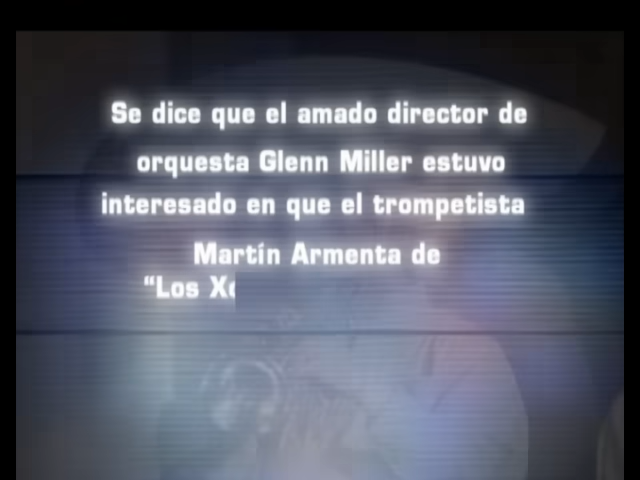 Se dice que el amado director de
orquesta Glenn Miller estuvo
interesado en que el trompetista
Martín Armenta de
“Los